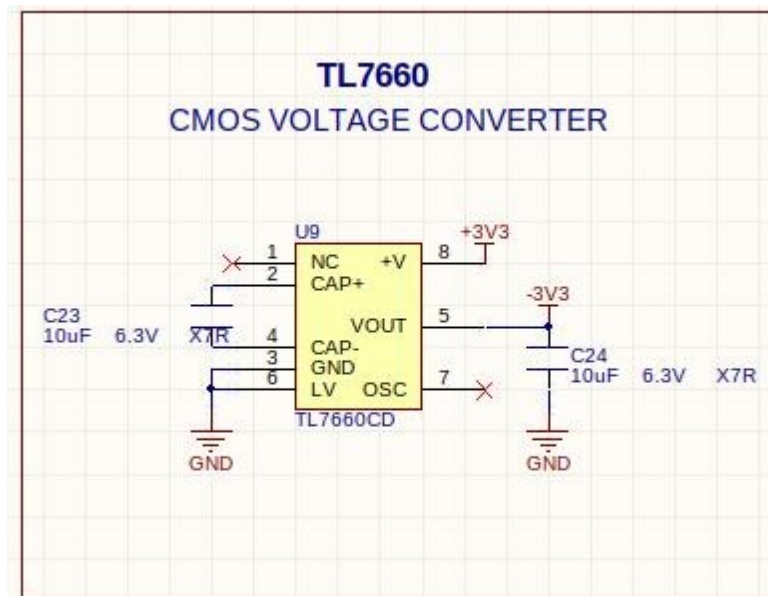 TL7660
CMOS VOLTAGE CONVERTER
U9
+3V3
1
NC
+V
8
2
CAP+
-3V3
C23
10uF 6.3V X7R
VOUT
5
4
CAP-
C24
10uF 6.3V X7R
3
GND
6
LV
OSC
7
TL7660CD
GND
GND